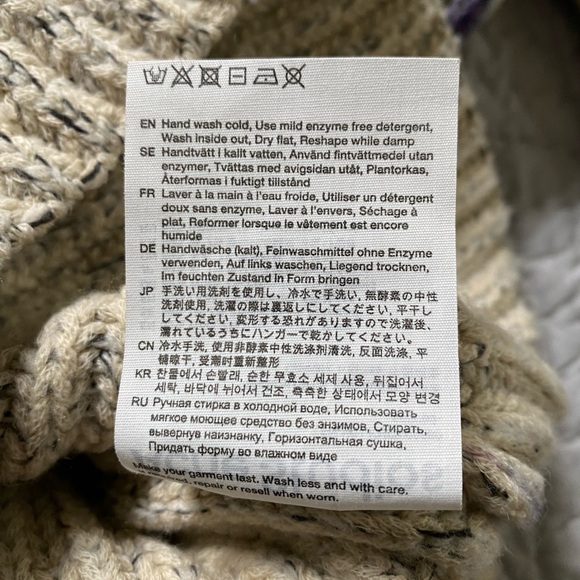 EN Hand wash cold, Use mild enzyme free detergent,
Wash inside out, Dry flat, Reshape while damp
SE Handtvätt i kallt vatten, Använd fintvättmedel utan
enzymer, Tvättas med avigsidan utåt, Plantorkas,
Återformas i fuktigt tillstånd
FR Laver à la main à l'eau froide, Utiliser un détergent
doux sans enzyme, Laver à l'envers, Séchage à
plat, Reformer lorsque le vêtement est encore
humide
DE Handwäsche (kalt), Feinwaschmittel ohne Enzyme
verwenden, Auf links waschen, Liegend trocknen,
Im feuchten Zustand in Form bringen
JP 手洗い用洗剤を使用し、冷水で手洗い, 無酵素の中性
洗剤使用, 洗濯の際は裏返しにしてください, 平干し
してください, 変形する恐れがありますので洗濯後、
濡れているうちにハンガーで乾かしてください。
CN 冷水手洗, 使用非酵素中性洗涤剂清洗, 反面洗涤, 平
铺晾干, 受潮时重新整形
KR 찬물에서 손빨래, 순한 무효소 세제 사용, 뒤집어서
세탁, 바닥에 뉘어서 건조, 축축한 상태에서 모양 변경
RU Ручная стирка в холодной воде, Использовать
мягкое моющее средство без энзимов, Стирать,
вывернув наизнанку, Горизонтальная сушка,
Придать форму во влажном виде
Make your garment last. Wash less and with care,
repair or resell when worn.